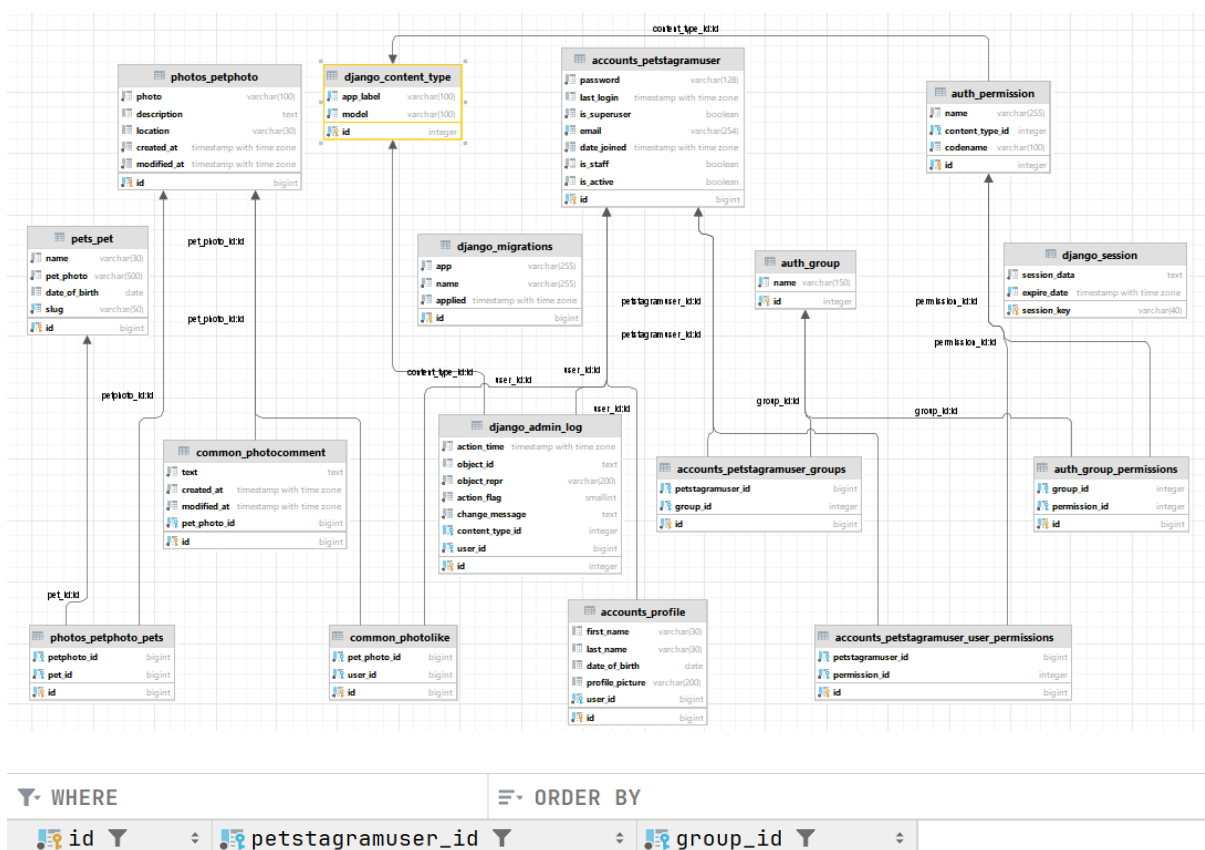 content_type_id:id
photos_petphoto
photo varchar(100)
description text
location varchar(30)
created_at timestamp with time zone
modified_at timestamp with time zone
id bigint
django_content_type
app_label varchar(100)
model varchar(100)
id integer
accounts_petstagramuser
password varchar(128)
last_login timestamp with time zone
is_superuser boolean
email varchar(254)
date_joined timestamp with time zone
is_staff boolean
is_active boolean
id bigint
auth_permission
name varchar(255)
content_type_id integer
codename varchar(100)
id integer
pets_pet
name varchar(30)
pet_photo varchar(500)
date_of_birth date
slug varchar(50)
id bigint
pet_photo_id:id
django_migrations
app varchar(255)
name varchar(255)
applied timestamp with time zone
id bigint
auth_group
name varchar(150)
id integer
django_session
session_data text
expire_date timestamp with time zone
session_key varchar(40)
petstagramuser_id:id
permission_id:id
pet_photo_id:id
petstagramuser_id:id
permission_id:id
content_type_id:id
user_id:id
user_id:id
petphoto_id:id
user_id:id
group_id:id
group_id:id
django_admin_log
action_time timestamp with time zone
object_id text
object_repr varchar(200)
action_flag smallint
change_message text
content_type_id integer
user_id bigint
id integer
common_photocomment
text text
created_at timestamp with time zone
modified_at timestamp with time zone
pet_photo_id bigint
id bigint
accounts_petstagramuser_groups
petstagramuser_id bigint
group_id integer
id bigint
auth_group_permissions
group_id integer
permission_id integer
id bigint
pet_id:id
photos_petphoto_pets
petphoto_id bigint
pet_id bigint
id bigint
common_photolike
pet_photo_id bigint
user_id bigint
id bigint
accounts_profile
first_name varchar(30)
last_name varchar(30)
date_of_birth date
profile_picture varchar(200)
user_id bigint
id bigint
accounts_petstagramuser_user_permissions
petstagramuser_id bigint
permission_id integer
id bigint
WHERE ORDER BY
id petstagramuser_id group_id